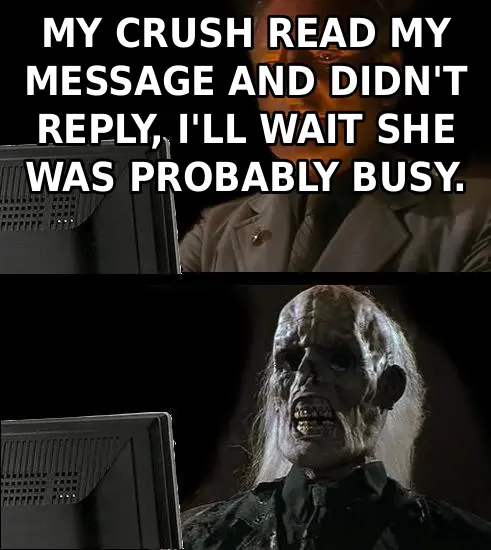 MY CRUSH READ MY
MESSAGE AND DIDN'T
REPLY, I'LL WAIT SHE
WAS PROBABLY BUSY.